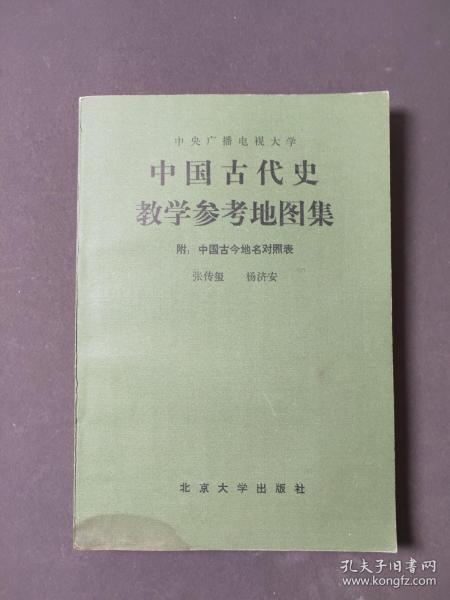 中央广播电视大学
中国古代史
教学参考地图集
附：中国古今地名对照表
张传玺 杨济安
北京大学出版社
孔夫子旧书网
www.kongfz.com